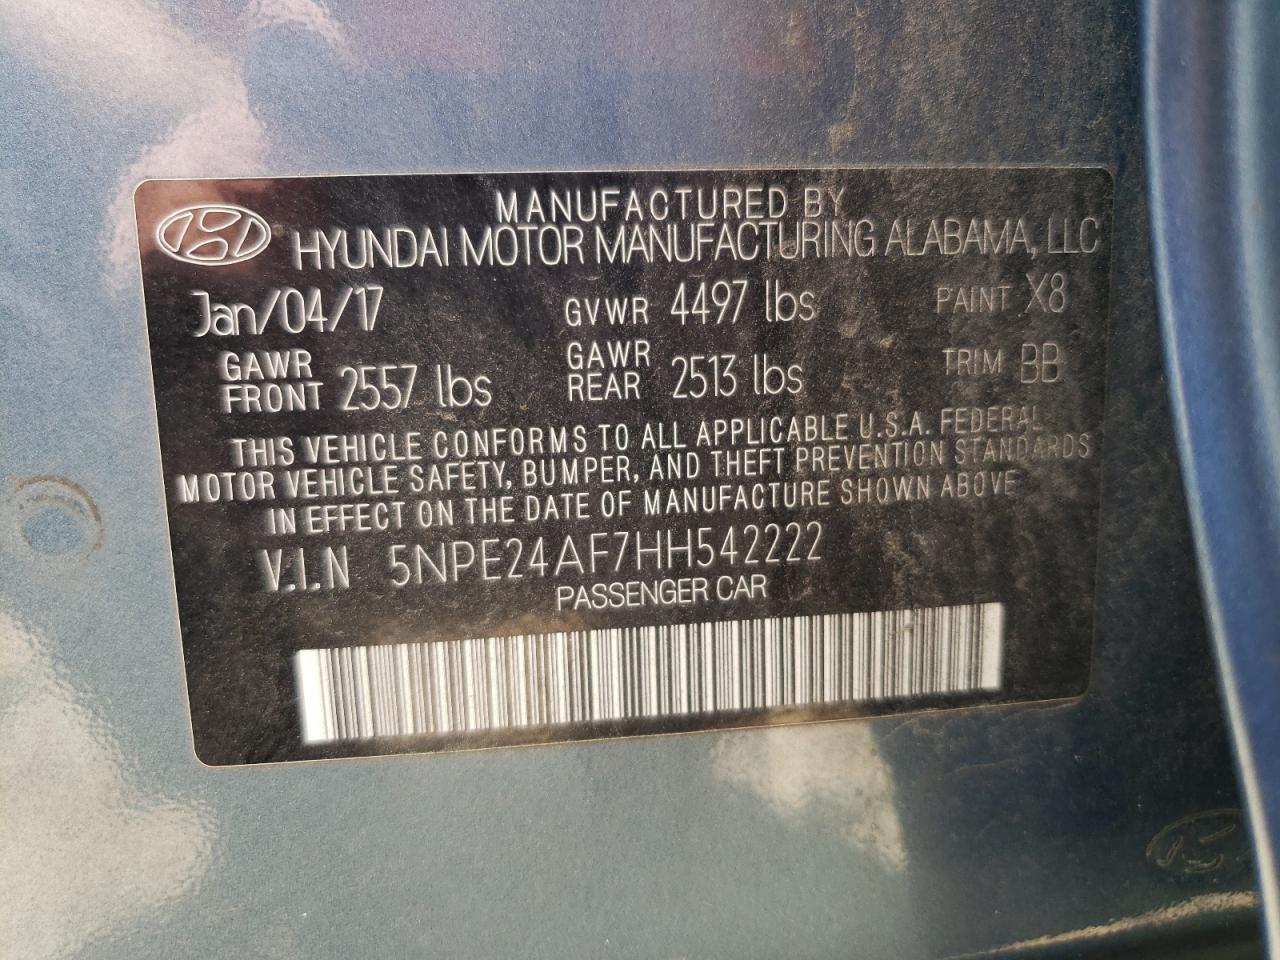 MANUFACTURED BY
HYUNDAI MOTOR MANUFACTURING ALABAMA, LLC
Jan/04/17 GVWR 4497 lbs PAINT X8
GAWR FRONT 2557 lbs GAWR REAR 2513 lbs TRIM BB
THIS VEHICLE CONFORMS TO ALL APPLICABLE U.S.A. FEDERAL
MOTOR VEHICLE SAFETY, BUMPER, AND THEFT PREVENTION STANDARDS
IN EFFECT ON THE DATE OF MANUFACTURE SHOWN ABOVE
V.I.N 5NPE24AF7HH542222
PASSENGER CAR